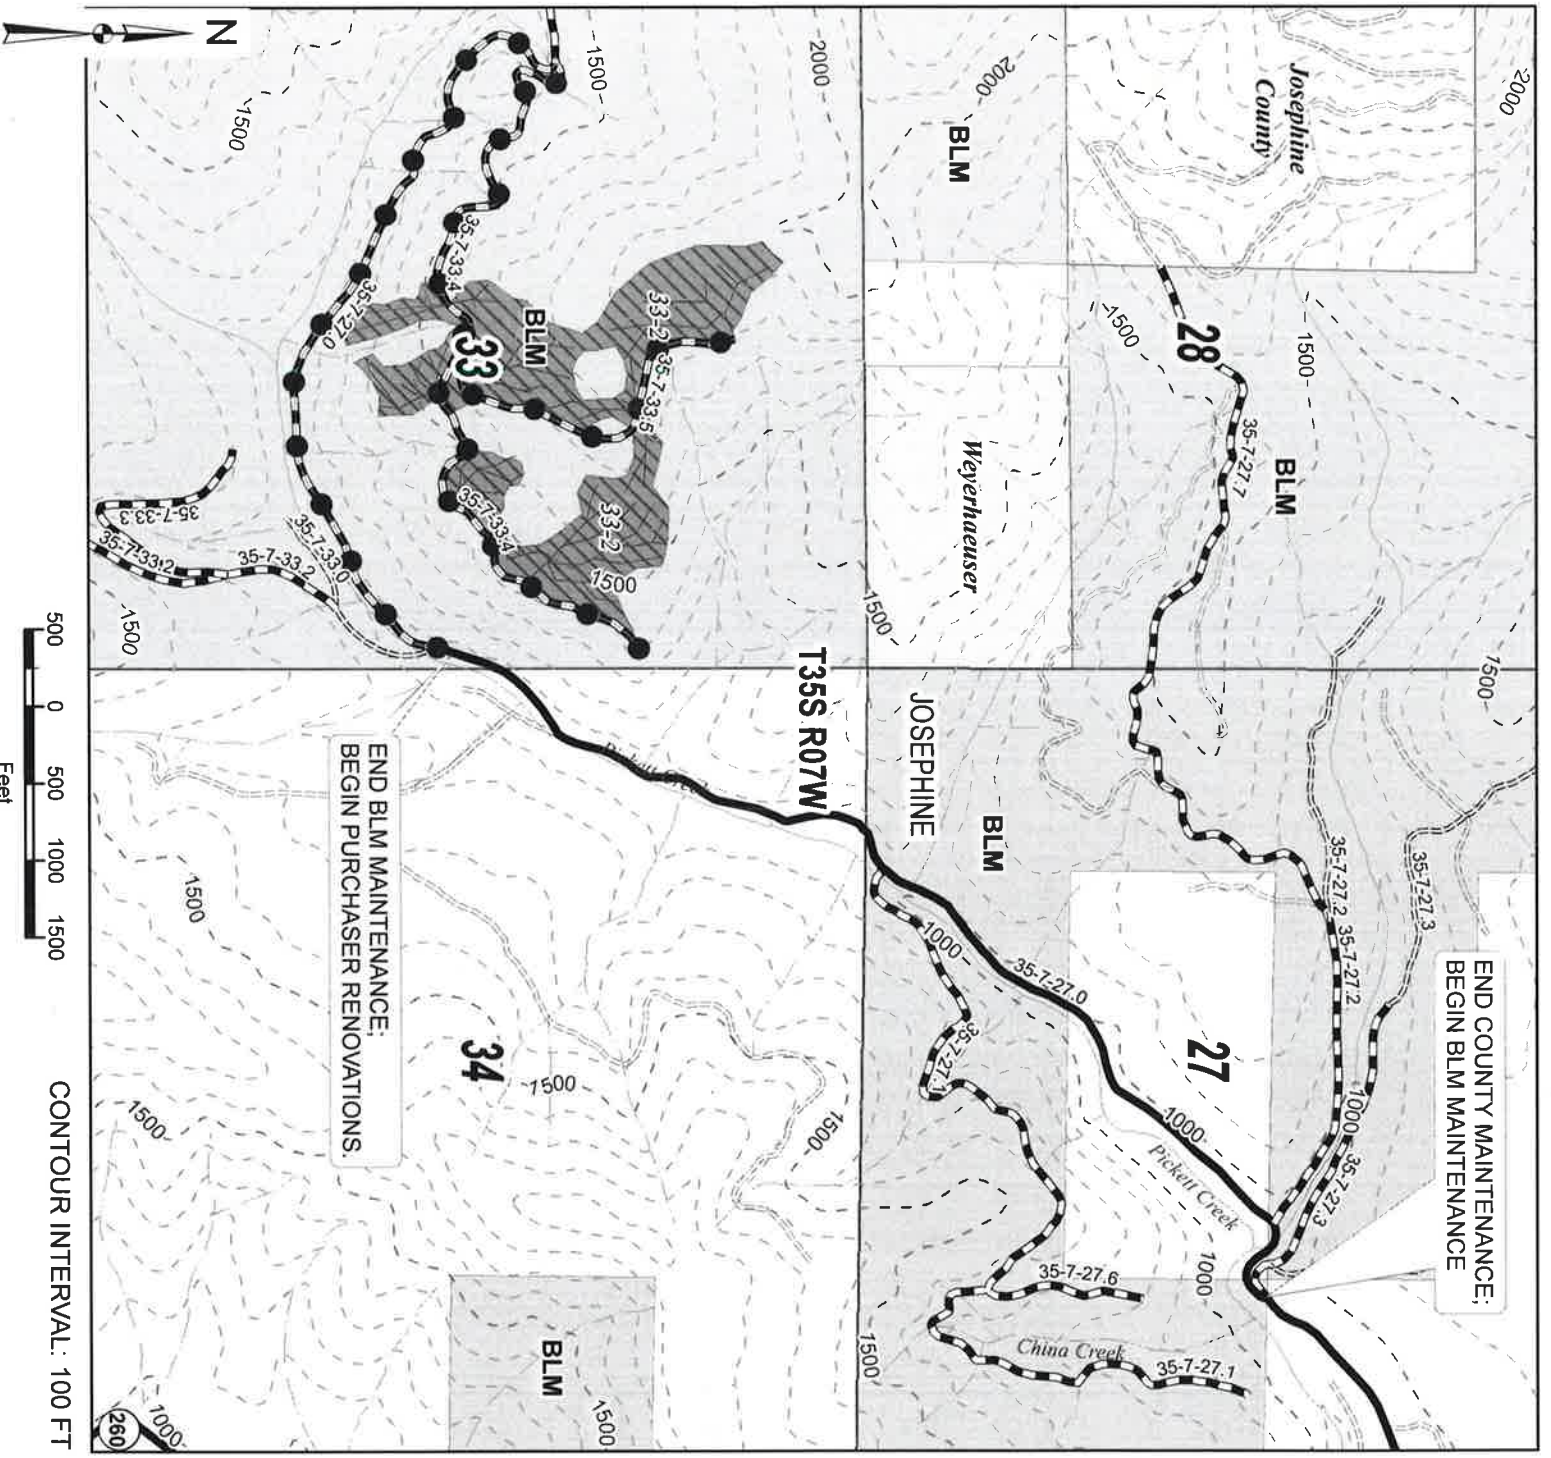 N
2000
Josephine
County
2000
2000
1500
1500
BLM
1500
28
1500
35-7-27.7
BLM
Weyerhaeuser
1500
1500
35-7-33.4
35-7-27.0
33
BLM
33-2
35-7-33.5
33-2
35-7-33.4
1500
35-7-33.0
35-7-33.3
35-7-33.2
35-7-33.2
1500
T35S R07W
JOSEPHINE
BLM
35-7-27.2
35-7-27.2
35-7-27.3
END COUNTY MAINTENANCE;
BEGIN BLM MAINTENANCE
1000
35-7-27.0
27
1000
35-7-27.3
1000
Pickett Creek
1000
35-7-27.1
35-7-27.6
China Creek
35-7-27.1
1500
END BLM MAINTENANCE;
BEGIN PURCHASER RENOVATIONS.
1500
34
1500
1500
1500
BLM
1500
1000
260
500 0 500 1000 1500
Feet
CONTOUR INTERVAL: 100 FT